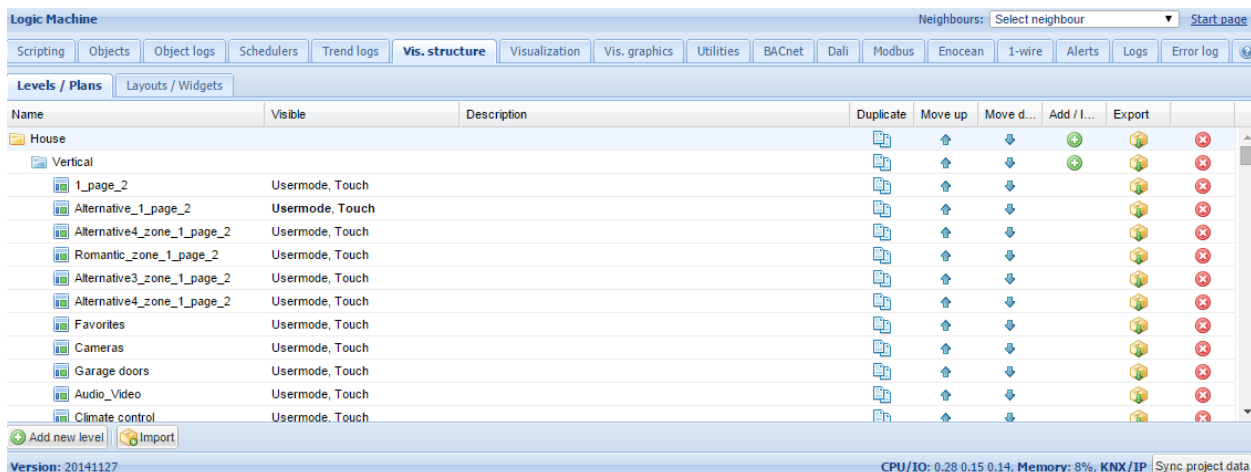 Logic Machine Neighbours: Select neighbour Start page
Scripting Objects Object logs Schedulers Trend logs Vis. structure Visualization Vis. graphics Utilities BACnet Dali Modbus Enocean 1-wire Alerts Logs Error log
Levels / Plans Layouts / Widgets
Name Visible Description Duplicate Move up Move d... Add / I... Export
House
Vertical
1_page_2 Usermode, Touch
Alternative_1_page_2 Usermode, Touch
Alternative4_zone_1_page_2 Usermode, Touch
Romantic_zone_1_page_2 Usermode, Touch
Alternative3_zone_1_page_2 Usermode, Touch
Alternative4_zone_1_page_2 Usermode, Touch
Favorites Usermode, Touch
Cameras Usermode, Touch
Garage doors Usermode, Touch
Audio_Video Usermode, Touch
Climate control Usermode, Touch
Add new level Import
Version: 20141127 CPU/IO: 0.28 0.15 0.14, Memory: 8%, KNX/IP Sync project data